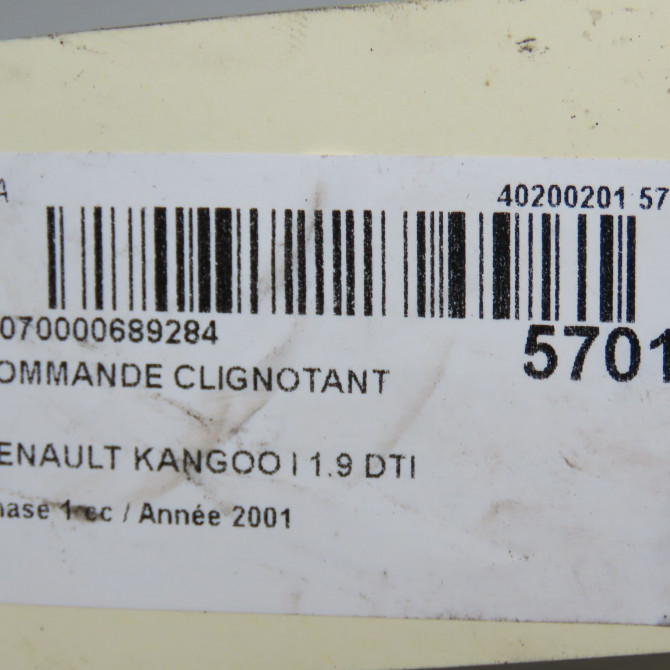 A 40200201 57
070000689284
5701
OMMANDE CLIGNOTANT
ENAULT KANGOO I 1.9 DTI
hase 1 cc / Année 2001